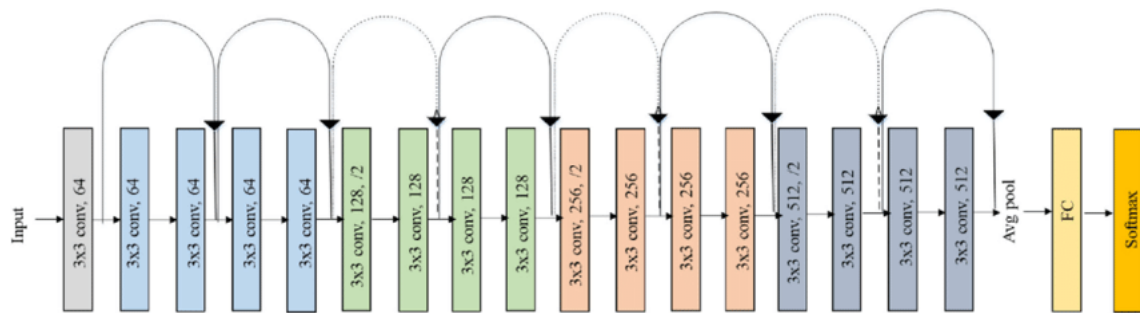 Input
3x3 conv, 64
3x3 conv, 64
3x3 conv, 64
3x3 conv, 64
3x3 conv, 64
3x3 conv, 128, /2
3x3 conv, 128
3x3 conv, 128
3x3 conv, 128
3x3 conv, 256, /2
3x3 conv, 256
3x3 conv, 256
3x3 conv, 256
3x3 conv, 512, /2
3x3 conv, 512
3x3 conv, 512
3x3 conv, 512
Avg pool
FC
Softmax